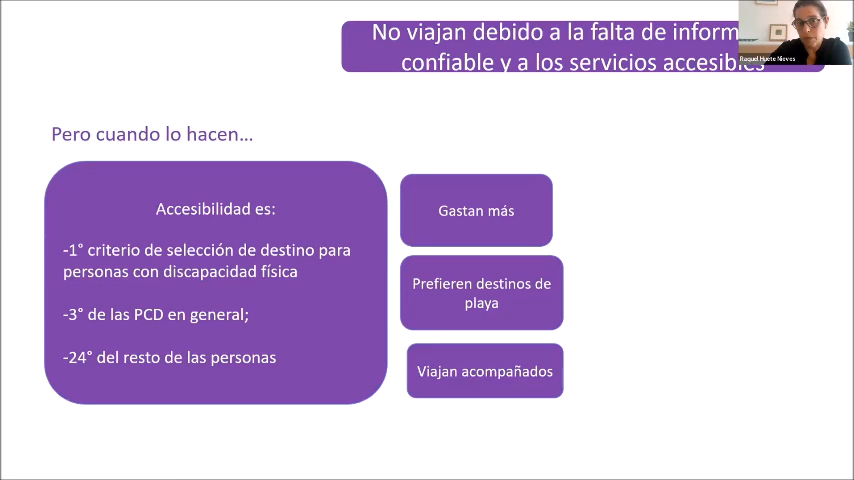 No viajan debido a la falta de
confiable y a los servicios accesibles
Raquel Huete Nieves
Pero cuando lo hacen...
Accesibilidad es:
-1° criterio de selección de destino para
personas con discapacidad física
-3° de las PCD en general;
-24° del resto de las personas
Gastan más
Prefieren destinos de
playa
Viajan acompañados